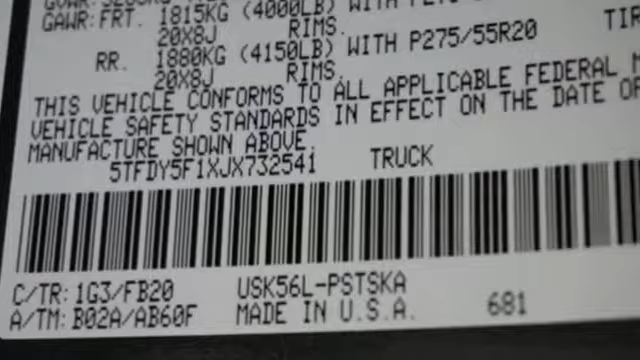 GAWR: FRT. 1815KG (4000LB) WITH
20X8J RIMS.
RR. 1880KG (4150LB) WITH P275/55R20
20X8J RIMS.
THIS VEHICLE CONFORMS TO ALL APPLICABLE FEDERAL
VEHICLE SAFETY STANDARDS IN EFFECT ON THE DATE OF
MANUFACTURE SHOWN ABOVE.
5TFDY5F1XJX732541 TRUCK
C/TR: 1G3/FB20 USK56L-PSTSKA
A/TM: B02A/AB60F MADE IN U.S.A. 681